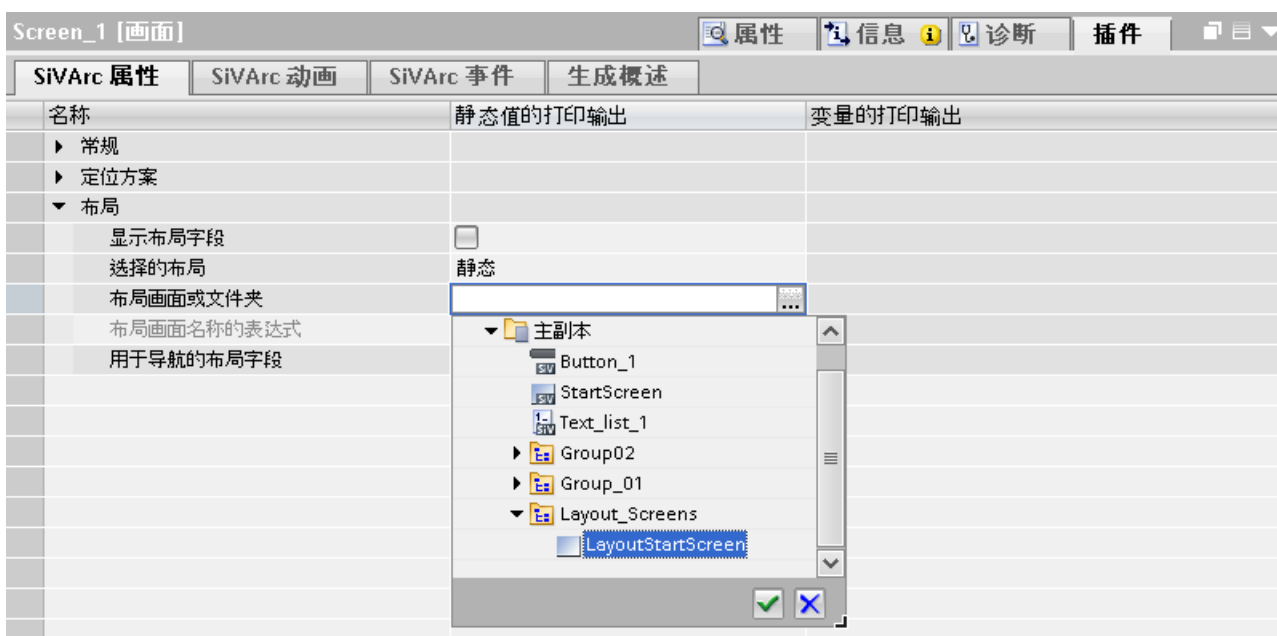 Screen_1 [画面]
属性 信息 诊断 插件
SiVArc 属性 SiVArc 动画 SiVArc 事件 生成概述
名称 静态值的打印输出 变量的打印输出
常规
定位方案
布局
显示布局字段
选择的布局 静态
布局画面或文件夹
布局画面名称的表达式
用于导航的布局字段
主副本
Button_1
StartScreen
Text_list_1
Group02
Group_01
Layout_Screens
LayoutStartScreen